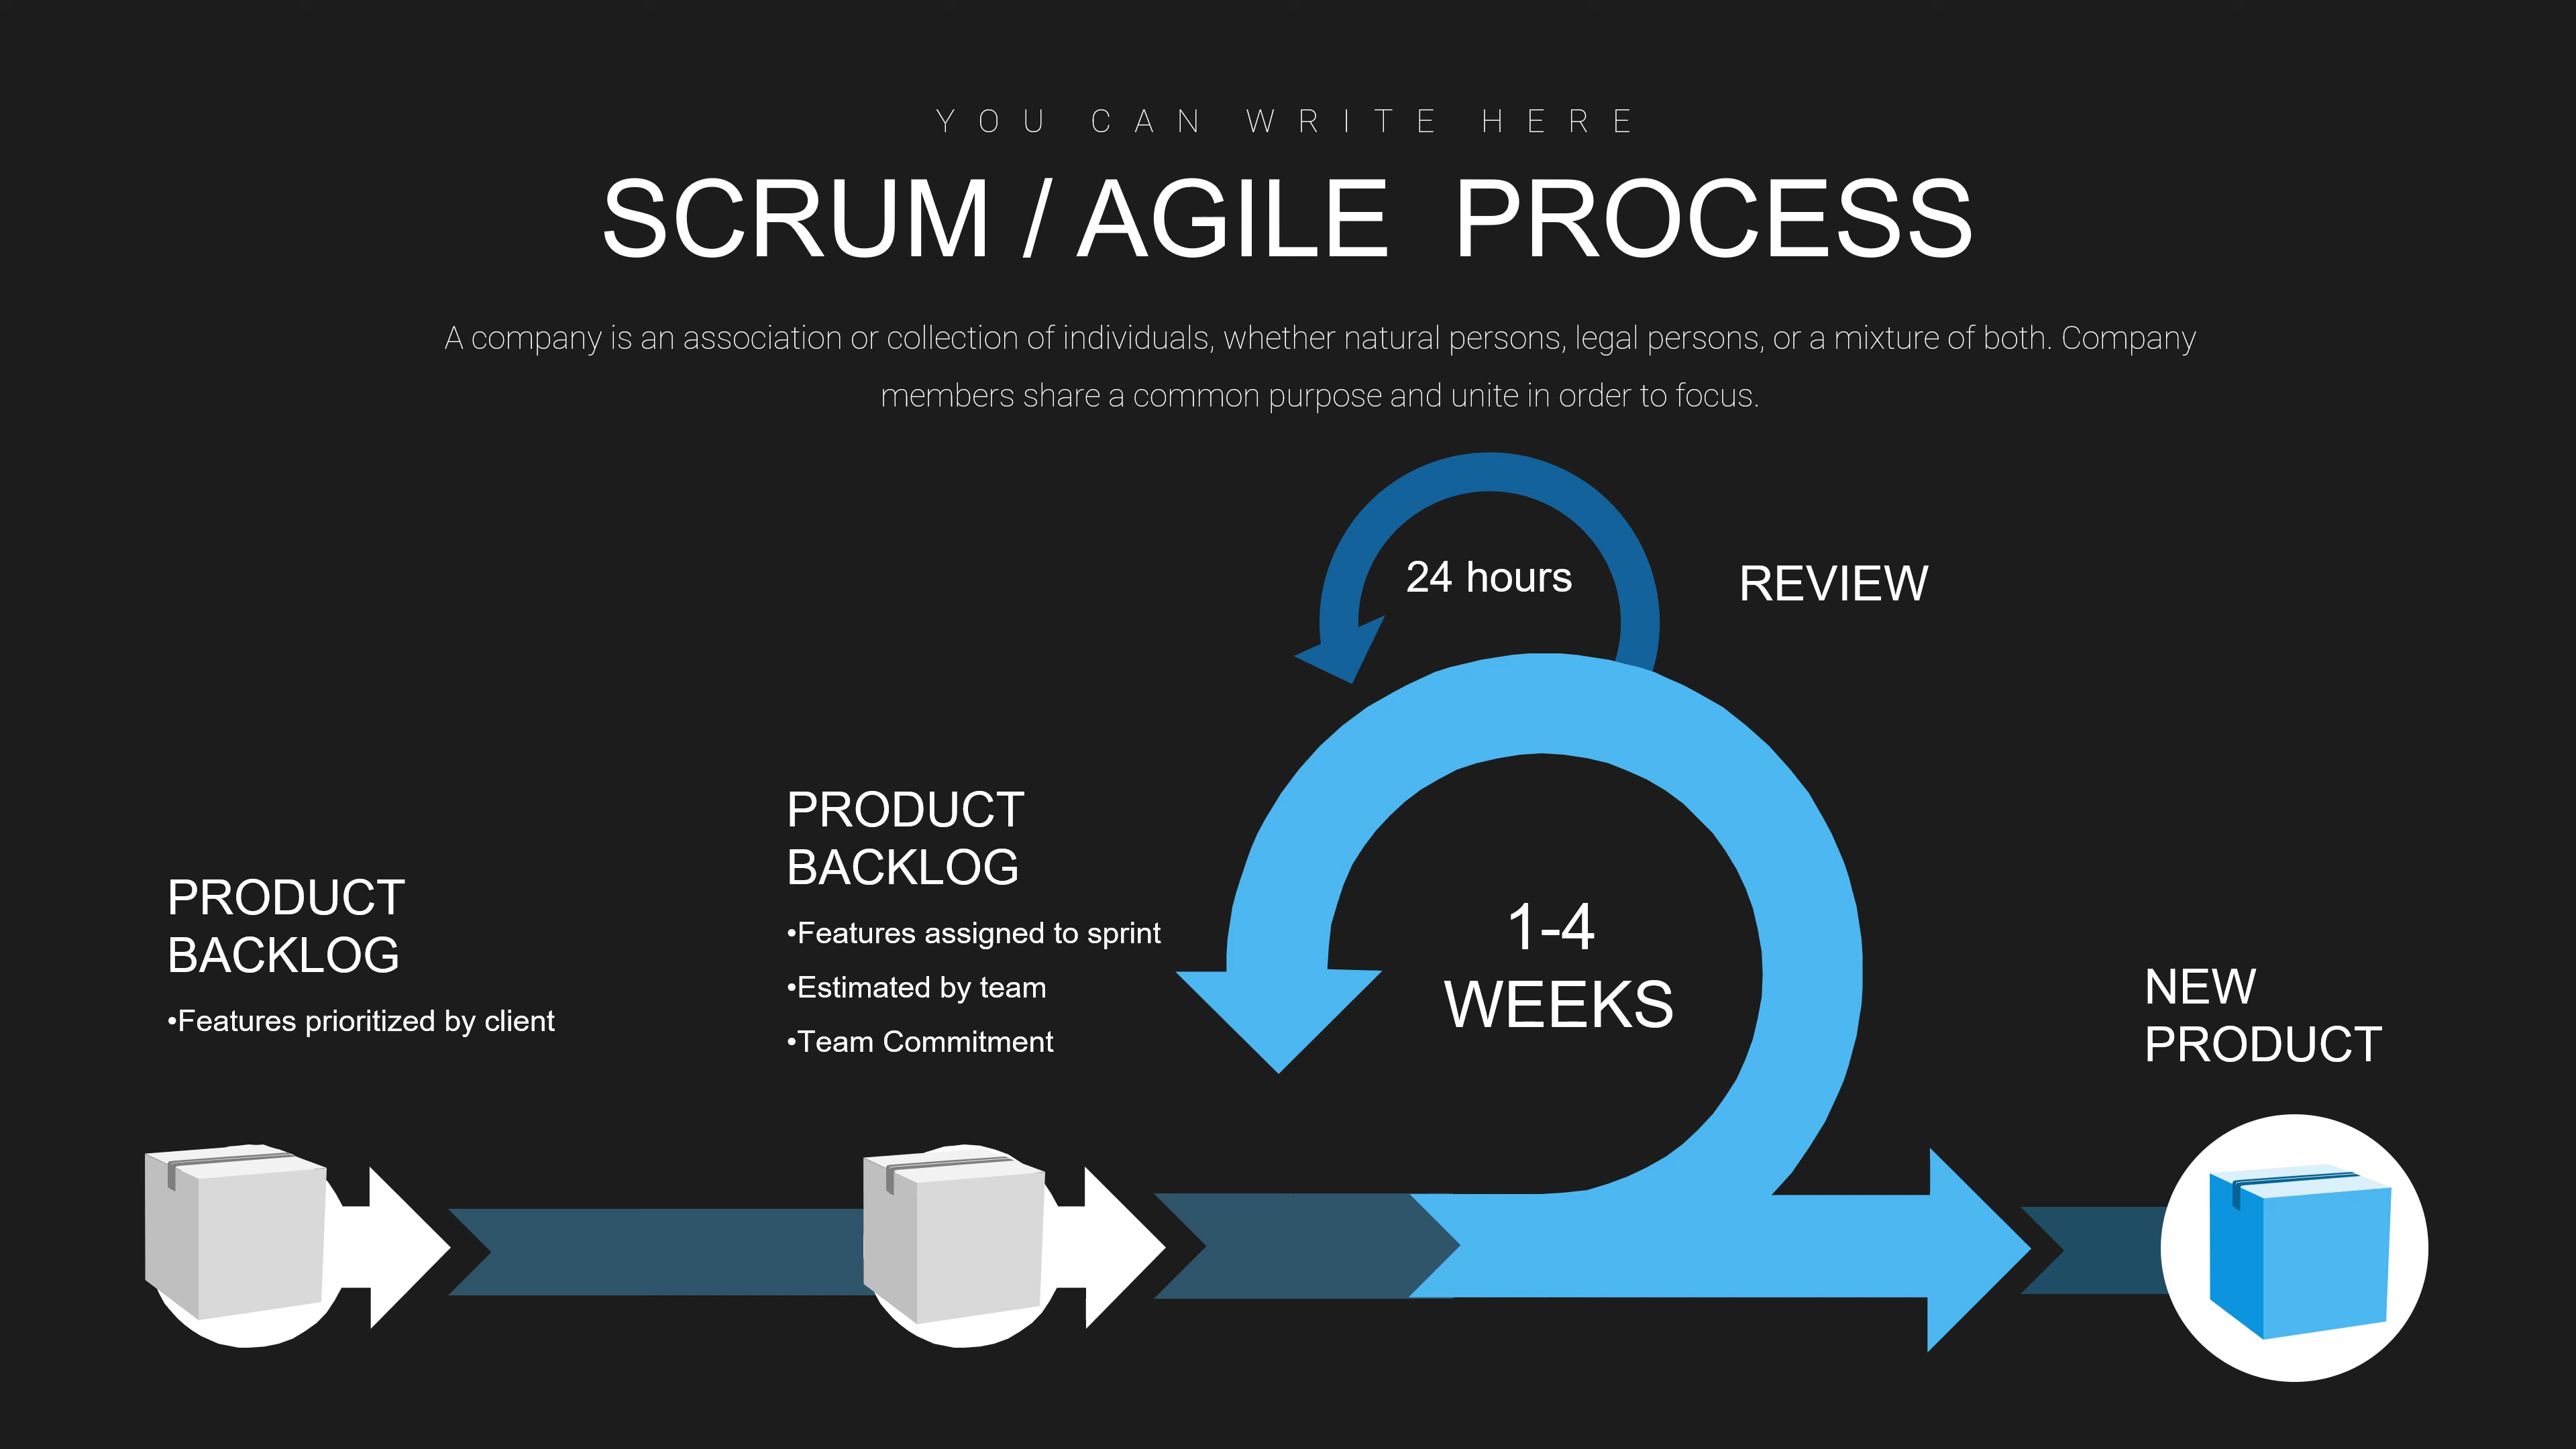 YOU CAN WRITE HERE
SCRUM / AGILE PROCESS
A company is an association or collection of individuals, whether natural persons, legal persons, or a mixture of both. Company
members share a common purpose and unite in order to focus.
24 hours
REVIEW
PRODUCT
BACKLOG
•Features prioritized by client
PRODUCT
BACKLOG
•Features assigned to sprint
•Estimated by team
•Team Commitment
1-4
WEEKS
NEW
PRODUCT